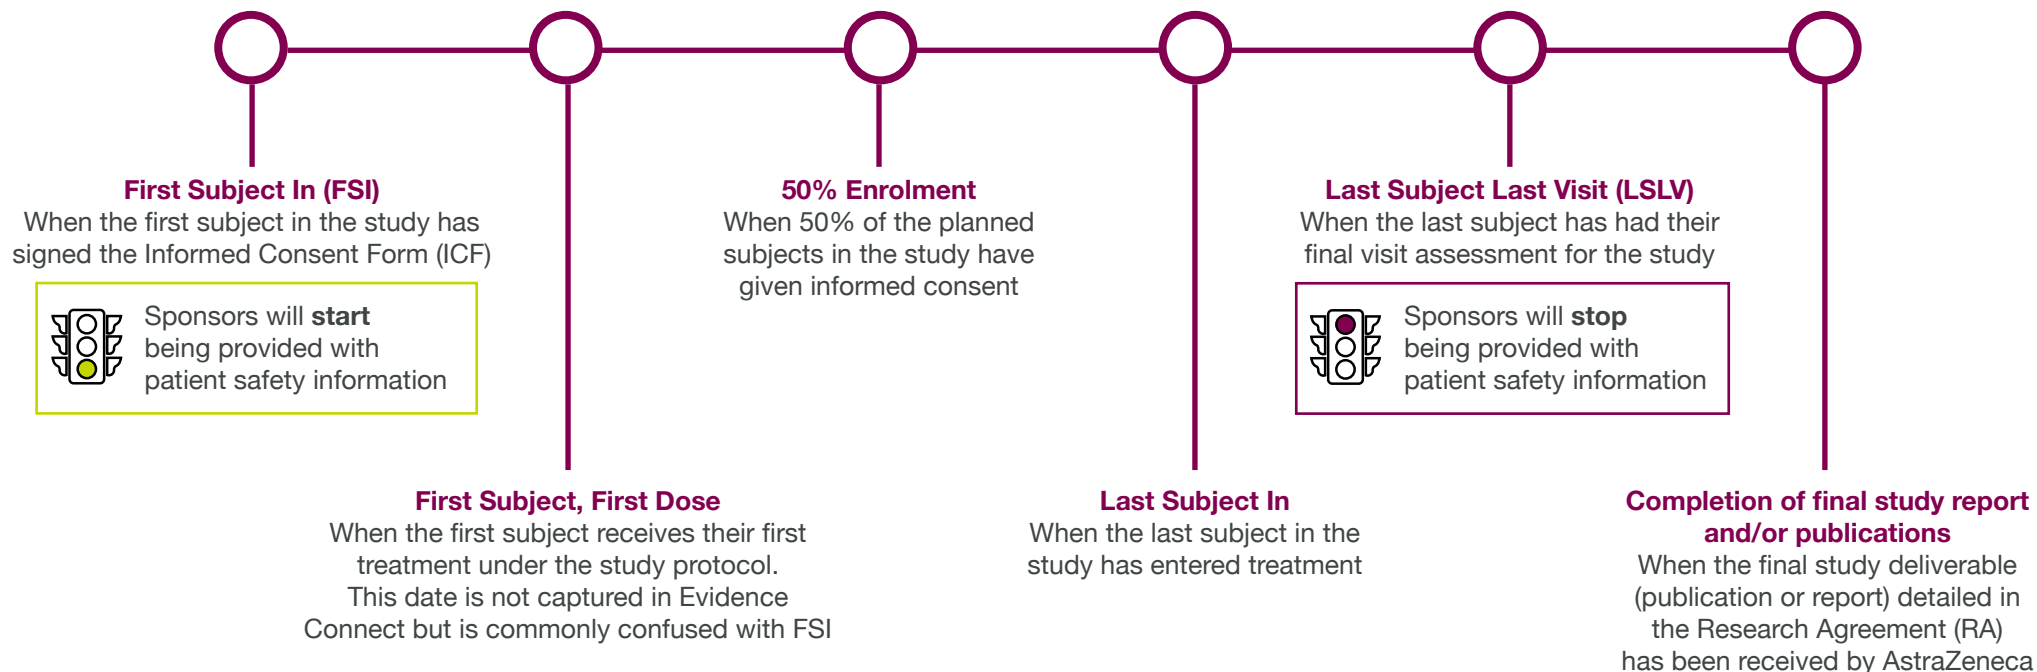 First Subject In (FSI)
When the first subject in the study has
signed the Informed Consent Form (ICF)
Sponsors will start
being provided with
patient safety information
First Subject, First Dose
When the first subject receives their first
treatment under the study protocol.
This date is not captured in Evidence
Connect but is commonly confused with FSI
50% Enrolment
When 50% of the planned
subjects in the study have
given informed consent
Last Subject In
When the last subject in the
study has entered treatment
Last Subject Last Visit (LSLV)
When the last subject has had their
final visit assessment for the study
Sponsors will stop
being provided with
patient safety information
Completion of final study report
and/or publications
When the final study deliverable
(publication or report) detailed in
the Research Agreement (RA)
has been received by AstraZeneca